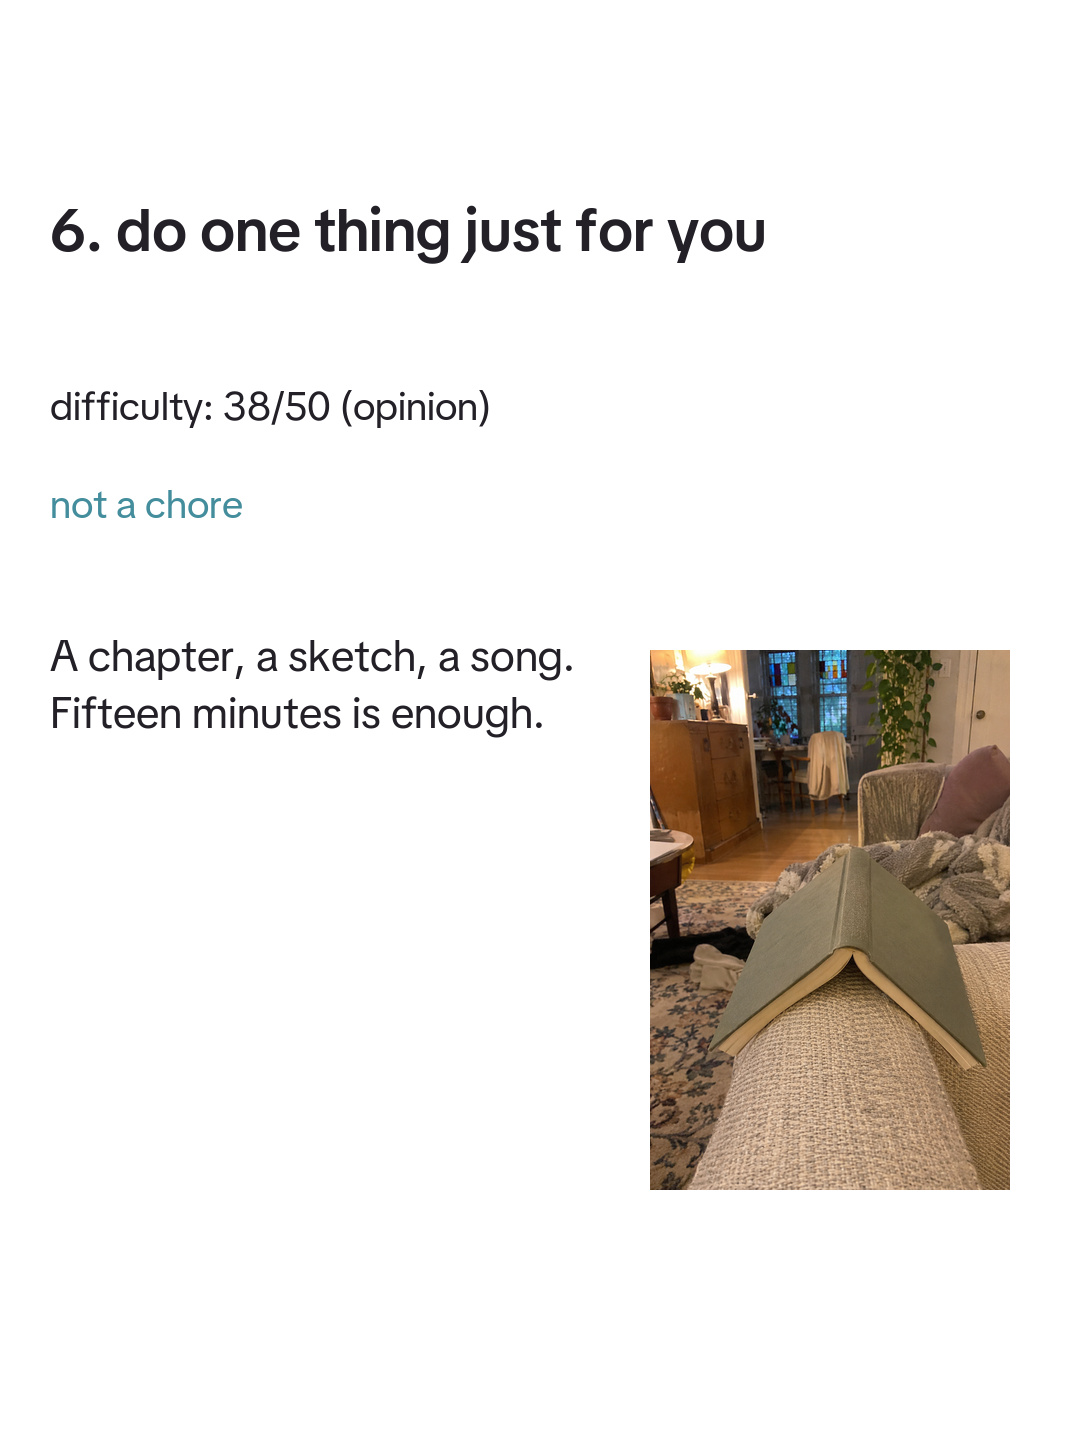 6. do one thing just for you
difficulty: 38/50 (opinion)
not a chore
A chapter, a sketch, a song.
Fifteen minutes is enough.